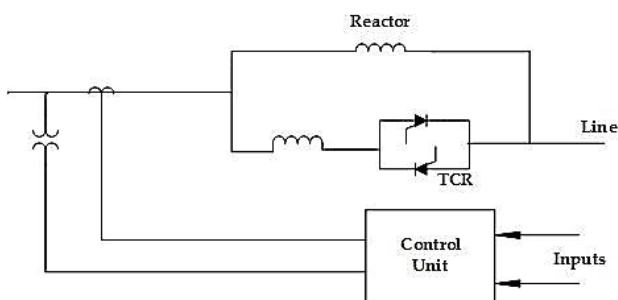 Reactor
Line
TCR
Control
Unit
Inputs